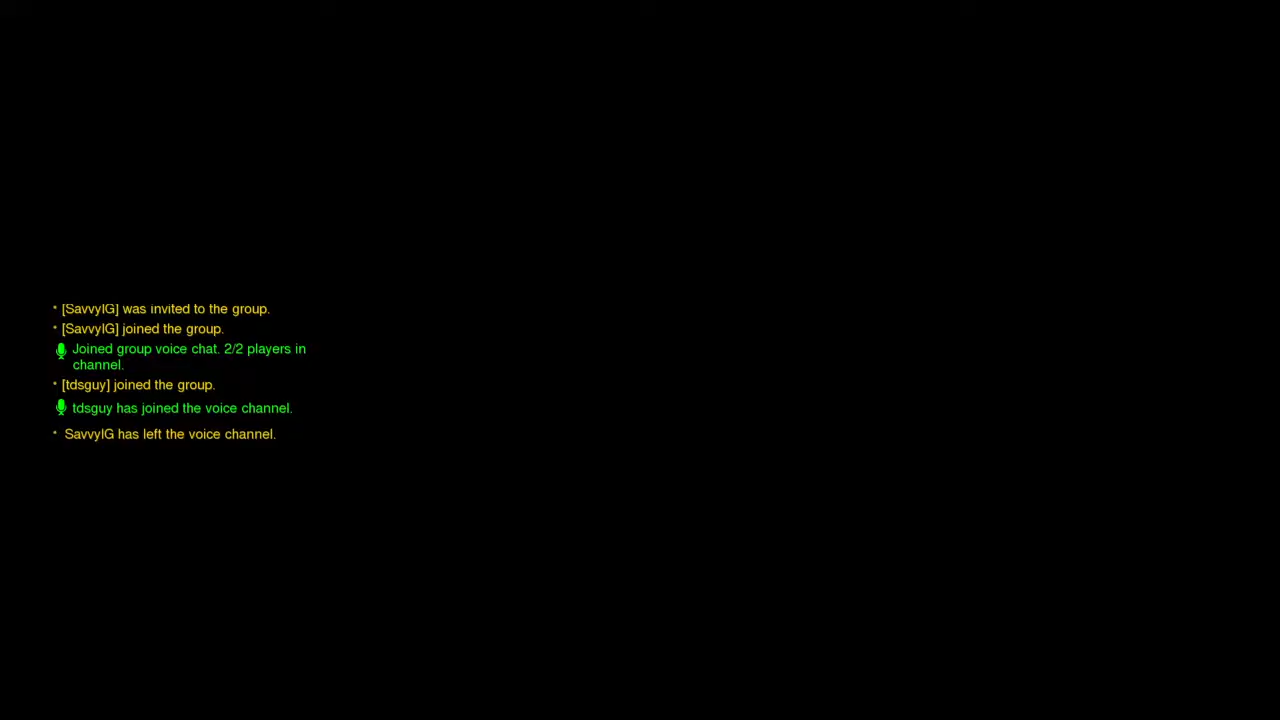 * [SavvyIG] was invited to the group.
* [SavvyIG] joined the group.
Joined group voice chat. 2/2 players in
channel.
* [tdsguy] joined the group.
tdsguy has joined the voice channel.
* SavvyIG has left the voice channel.